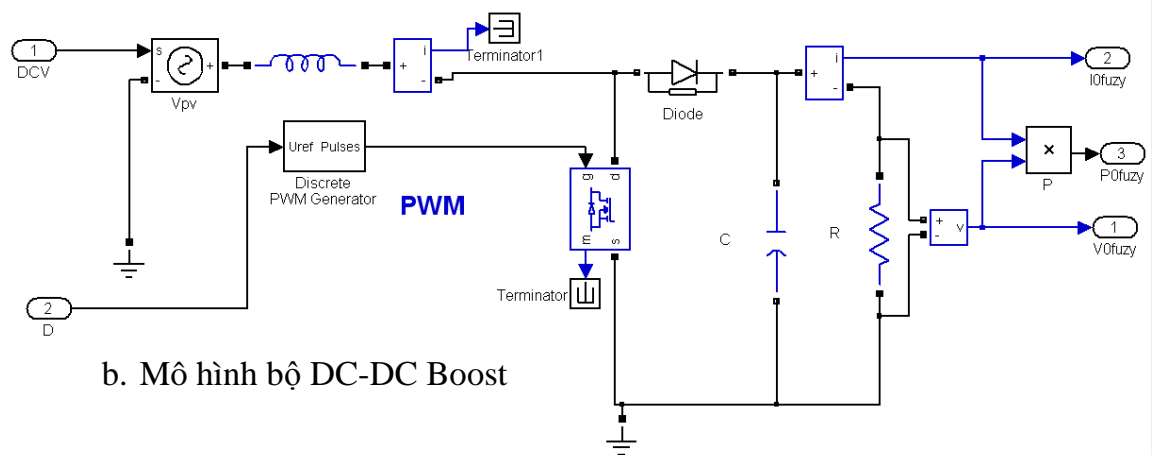 1
DCV
s
-
+
Vpv
+
i
-
Terminator1
Diode
+
i
-
2
I0fuzy
×
P
3
P0fuzy
Uref Pulses
Discrete
PWM Generator
PWM
g
d
m
s
Terminator
C
R
+
-
v
1
V0fuzy
2
D
b. Mô hình bộ DC-DC Boost